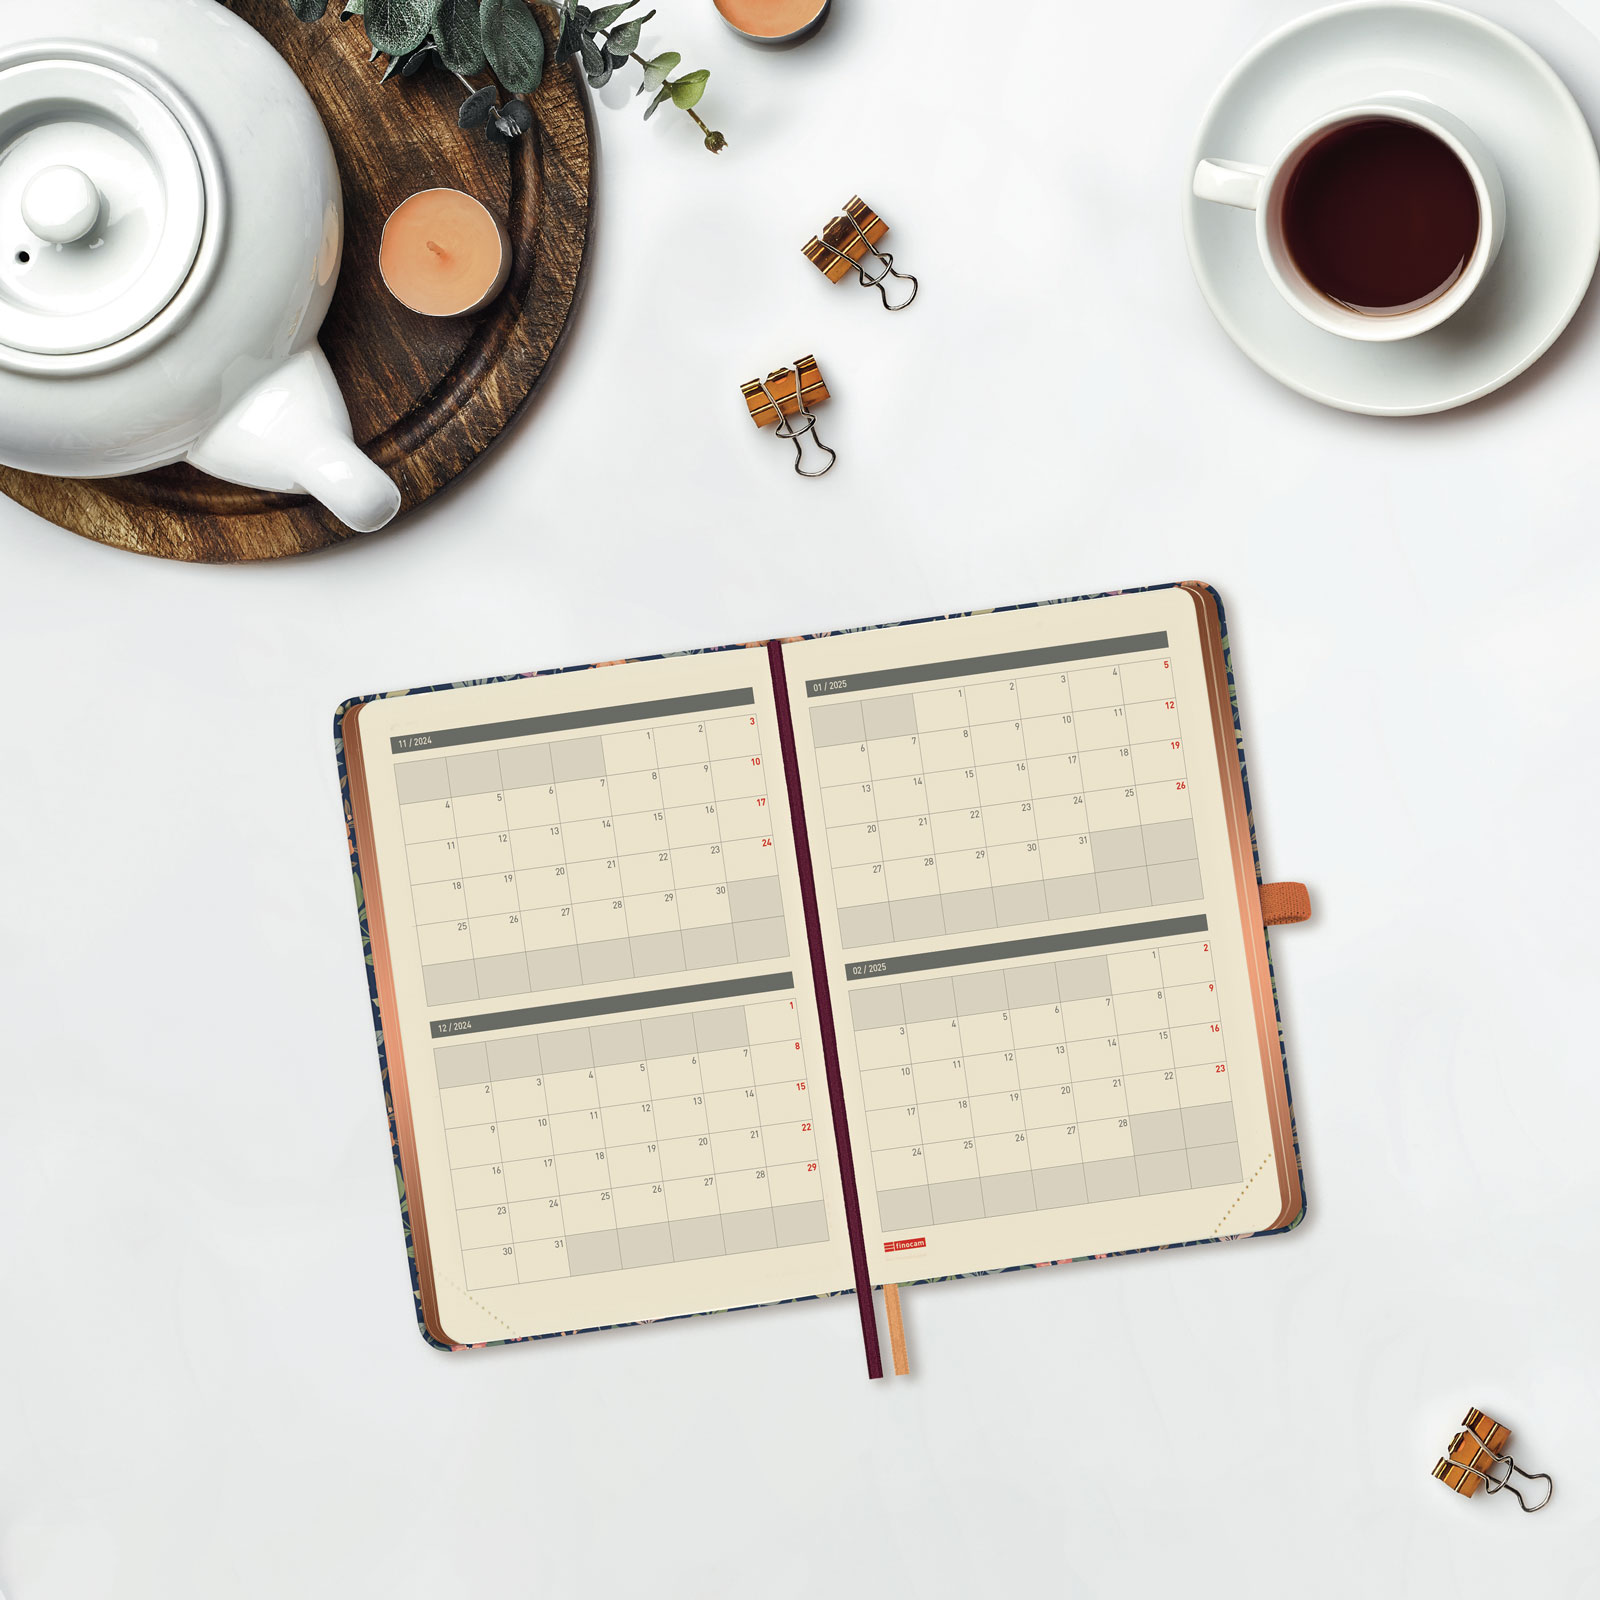 11 / 2024
1 2 3
4 5 6 7 8 9 10
11 12 13 14 15 16 17
18 19 20 21 22 23 24
25 26 27 28 29 30
12 / 2024
1
2 3 4 5 6 7 8
9 10 11 12 13 14 15
16 17 18 19 20 21 22
23 24 25 26 27 28 29
30 31
01 / 2025
1 2 3 4 5
6 7 8 9 10 11 12
13 14 15 16 17 18 19
20 21 22 23 24 25 26
27 28 29 30 31
02 / 2025
1 2
3 4 5 6 7 8 9
10 11 12 13 14 15 16
17 18 19 20 21 22 23
24 25 26 27 28
finocam